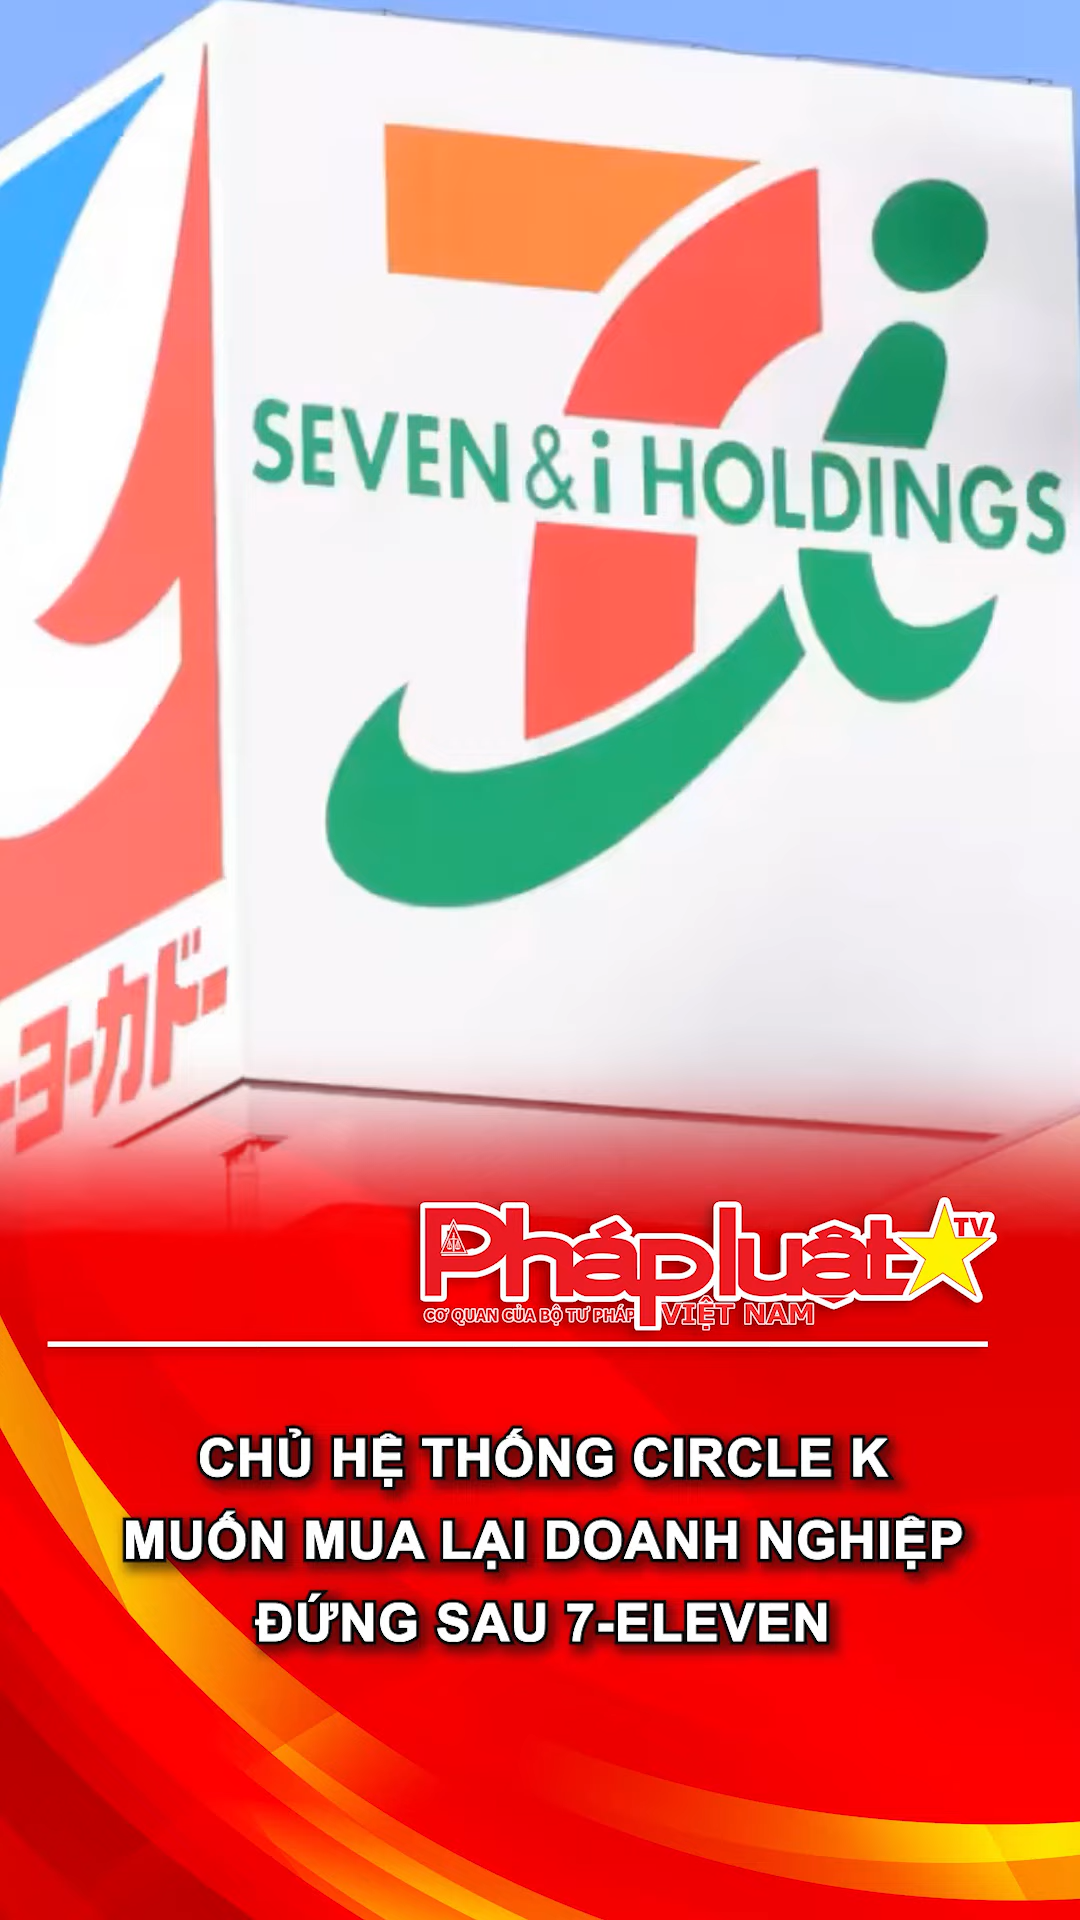 SEVEN & i HOLDINGS
ーヨーカドー
Pháp luật TV
CƠ QUAN CỦA BỘ TƯ PHÁP VIỆT NAM
CHỦ HỆ THỐNG CIRCLE K
MUỐN MUA LẠI DOANH NGHIỆP
ĐỨNG SAU 7-ELEVEN